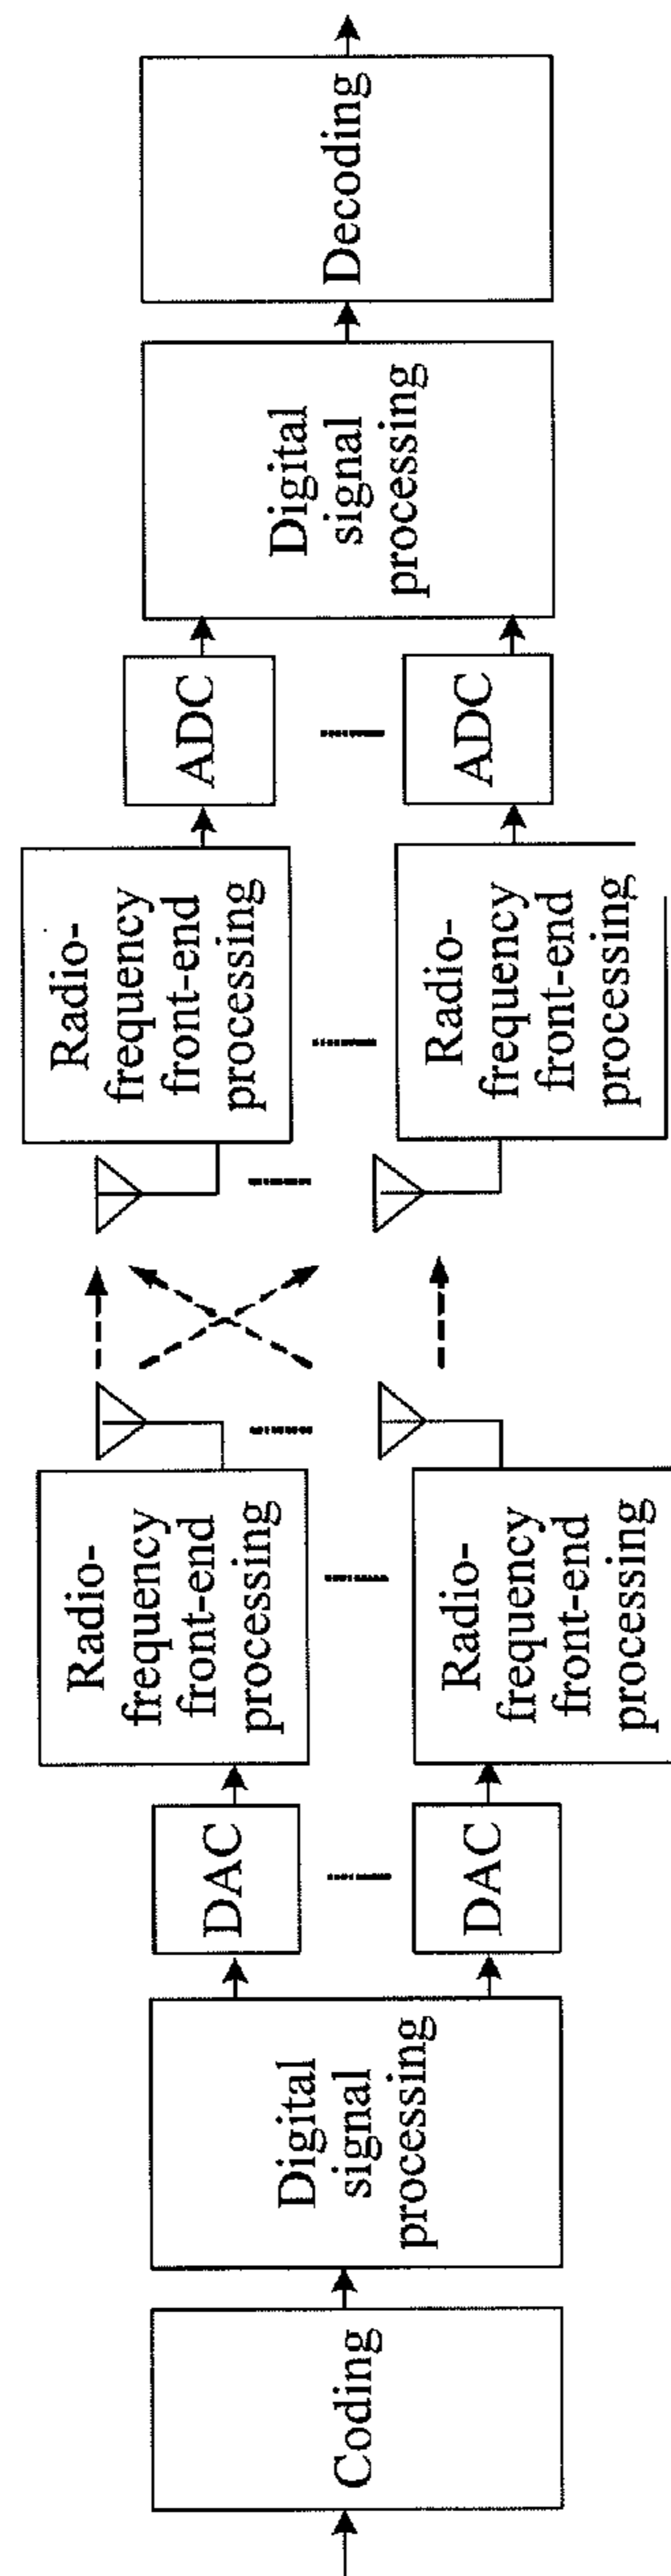 Coding
Digital
signal
processing
DAC
DAC
Radio-
frequency
front-end
processing
Radio-
frequency
front-end
processing
Radio-
frequency
front-end
processing
Radio-
frequency
front-end
processing
ADC
ADC
Digital
signal
processing
Decoding